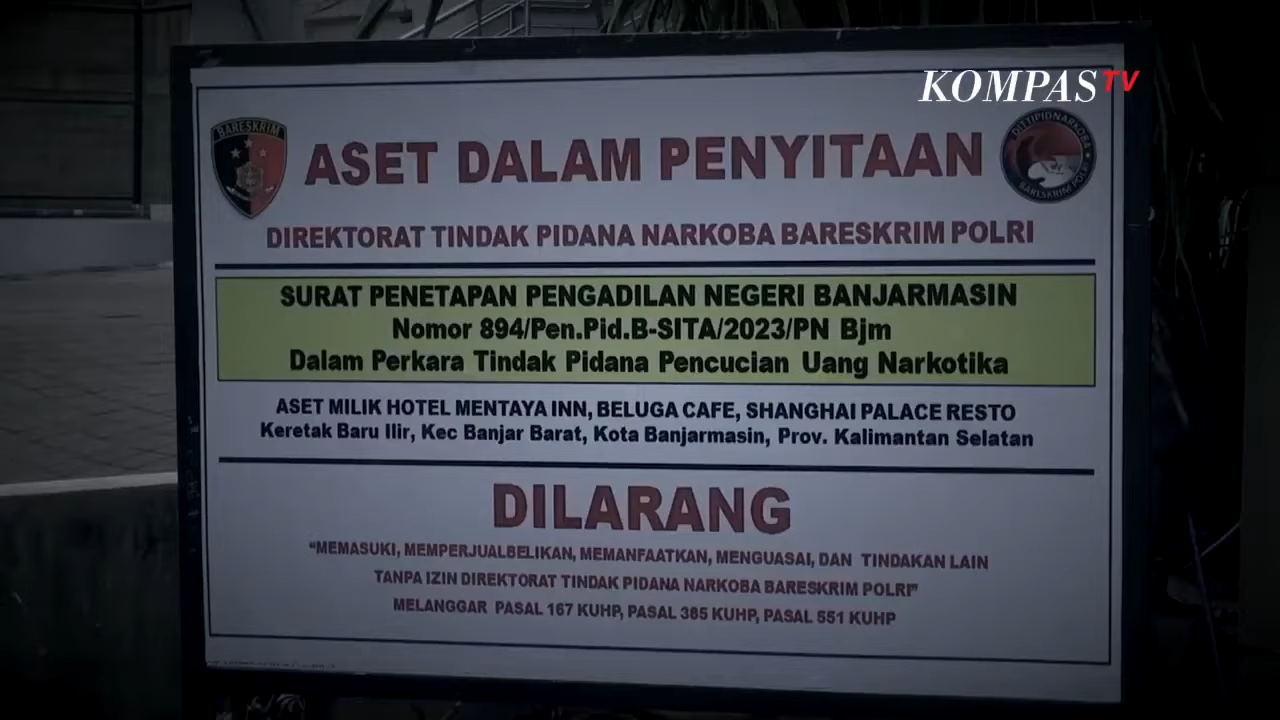 KOMPASTV
BARESKRIM
ASET DALAM PENYITAAN
DITTIPIDNARKOBA
BARESKRIM POLRI
DIREKTORAT TINDAK PIDANA NARKOBA BARESKRIM POLRI
SURAT PENETAPAN PENGADILAN NEGERI BANJARMASIN
Nomor 894/Pen.Pid.B-SITA/2023/PN Bjm
Dalam Perkara Tindak Pidana Pencucian Uang Narkotika
ASET MILIK HOTEL MENTAYA INN, BELUGA CAFE, SHANGHAI PALACE RESTO
Keretak Baru Ilir, Kec Banjar Barat, Kota Banjarmasin, Prov. Kalimantan Selatan
DILARANG
“MEMASUKI, MEMPERJUALBELIKAN, MEMANFAATKAN, MENGUASAI, DAN TINDAKAN LAIN
TANPA IZIN DIREKTORAT TINDAK PIDANA NARKOBA BARESKRIM POLRI”
MELANGGAR PASAL 167 KUHP, PASAL 385 KUHP, PASAL 551 KUHP